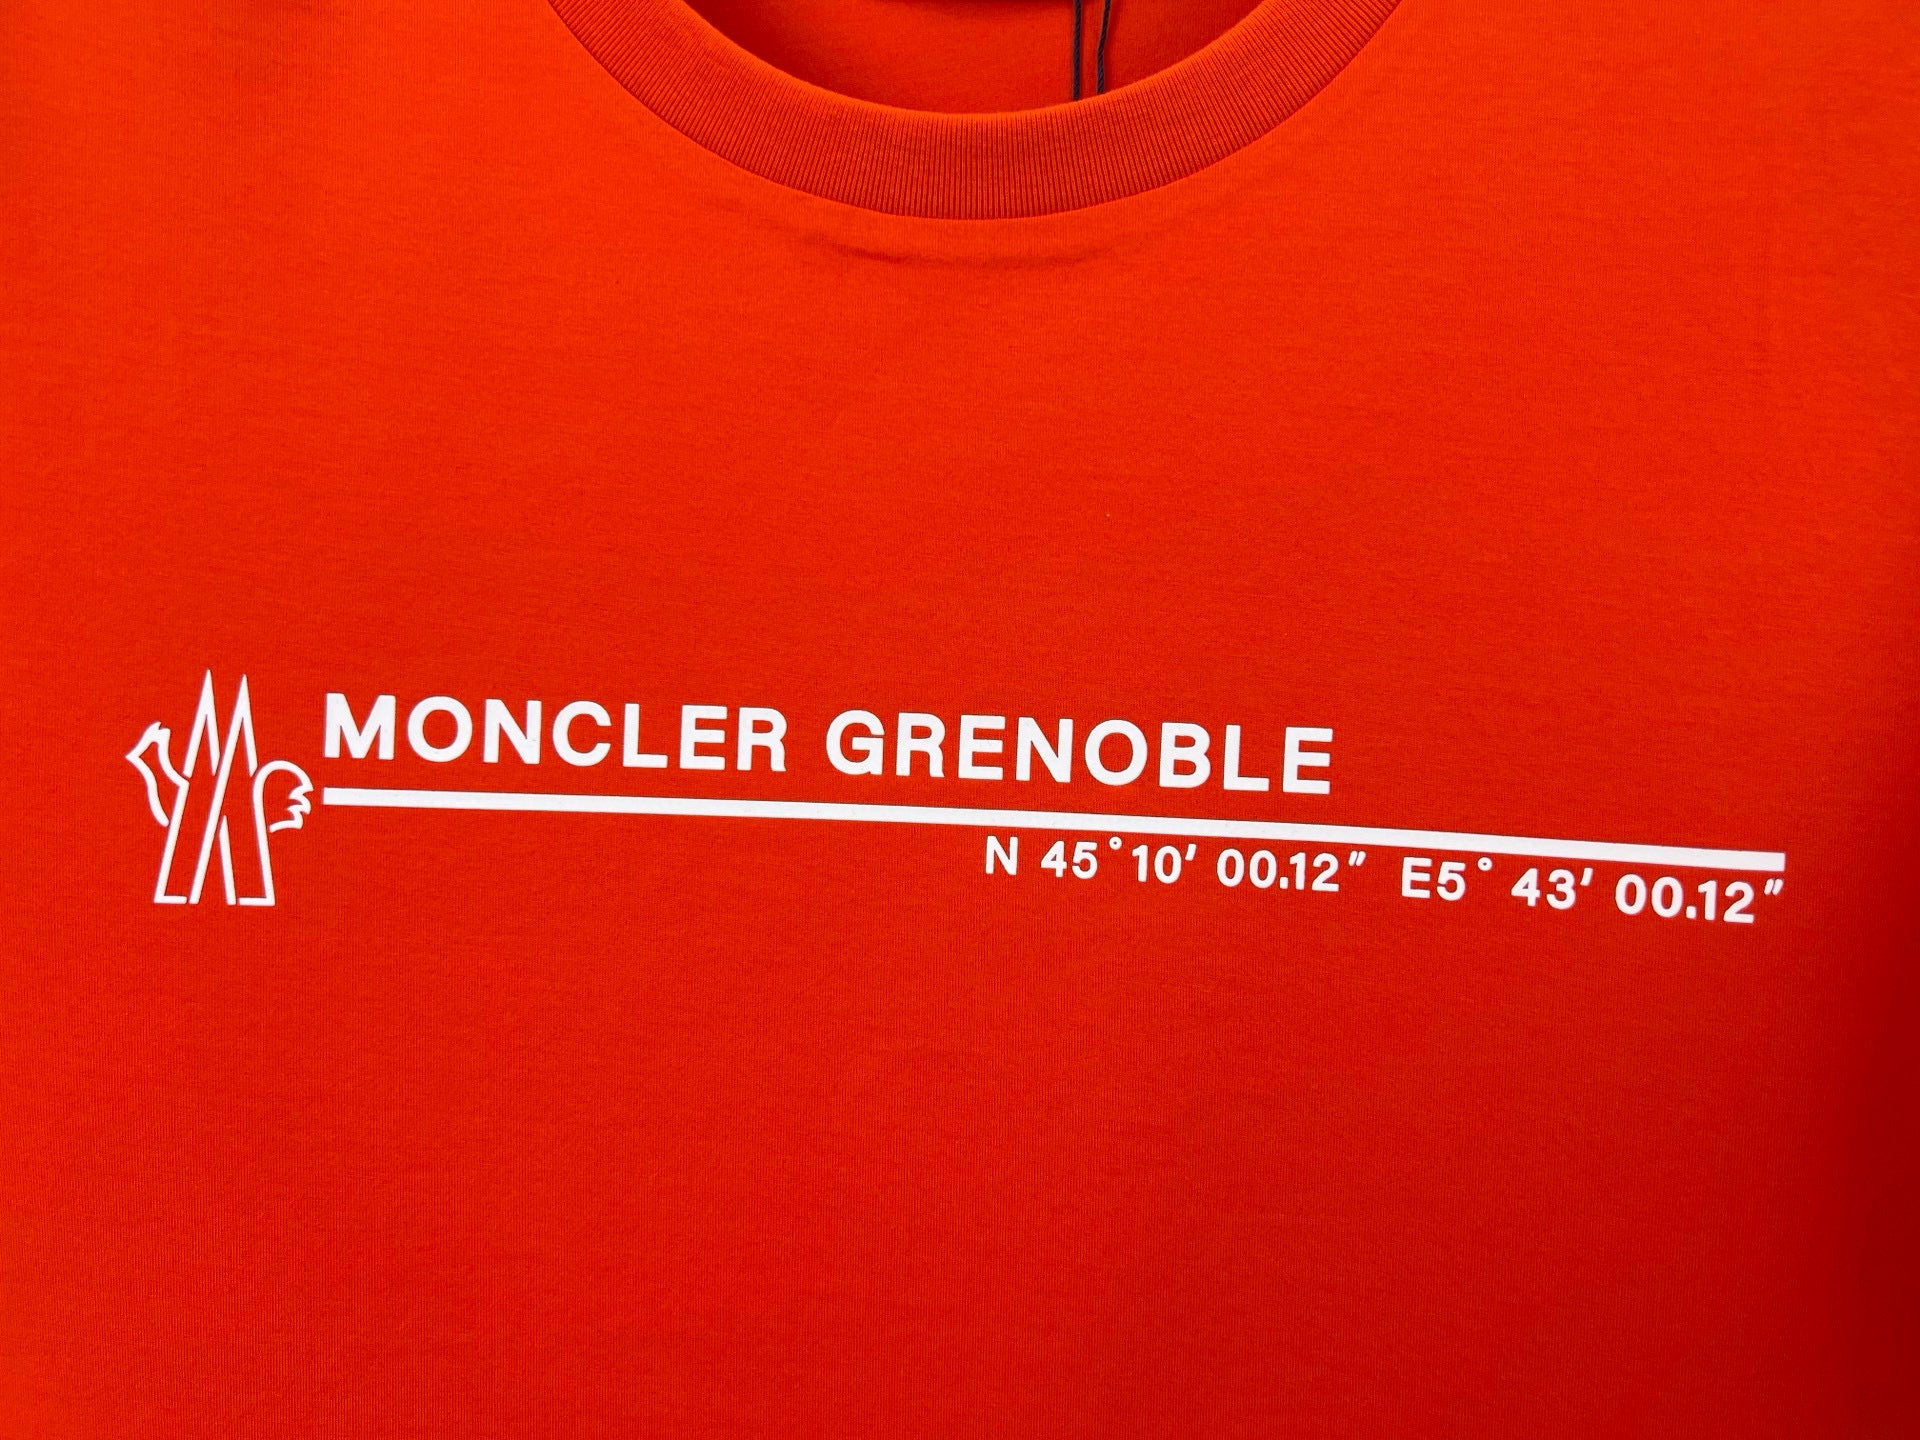 MONCLER GRENOBLE
N 45°10′ 00.12″ E5° 43′ 00.12″